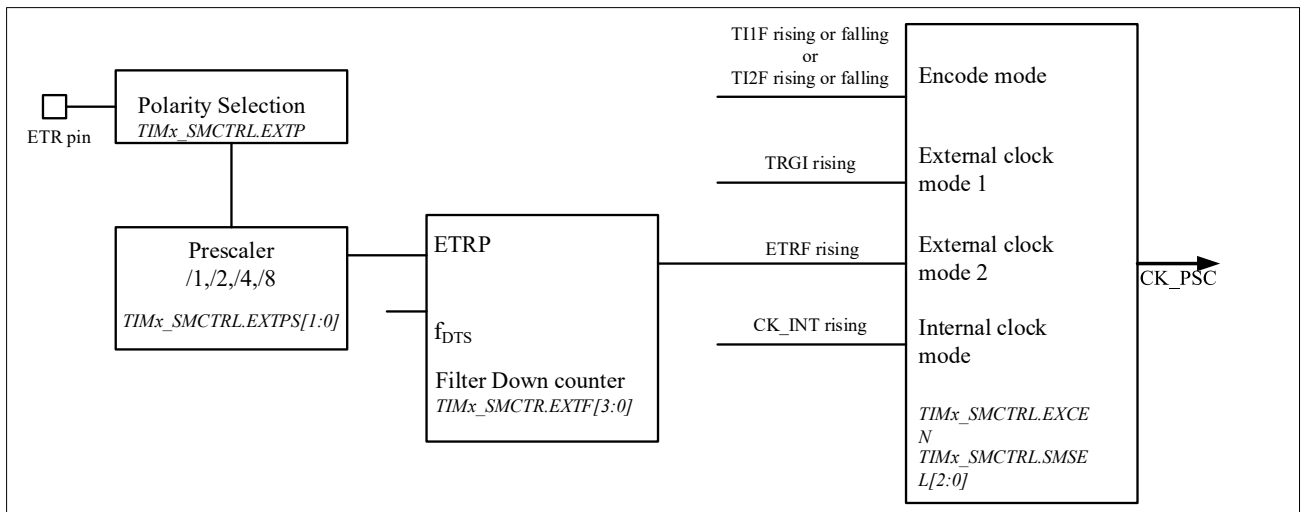 ETR pin
Polarity Selection
TIMx_SMCTRL.EXTP
Prescaler
/1,/2,/4,/8
TIMx_SMCTRL.EXTPS[1:0]
ETRP
fDTS
Filter Down counter
TIMx_SMCTR.EXTF[3:0]
TI1F rising or falling
or
TI2F rising or falling
TRGI rising
ETRF rising
CK_INT rising
Encode mode
External clock
mode 1
External clock
mode 2
Internal clock
mode
TIMx_SMCTRL.EXCE
N
TIMx_SMCTRL.SMSE
L[2:0]
CK_PSC